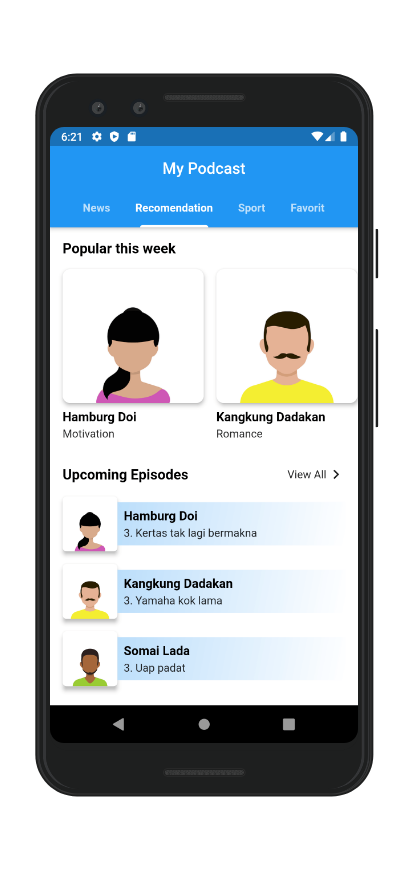 6:21
My Podcast
News Recomendation Sport Favorit
Popular this week
Hamburg Doi Kangkung Dadakan
Motivation Romance
Upcoming Episodes View All
Hamburg Doi
3. Kertas tak lagi bermakna
Kangkung Dadakan
3. Yamaha kok lama
Somai Lada
3. Uap padat